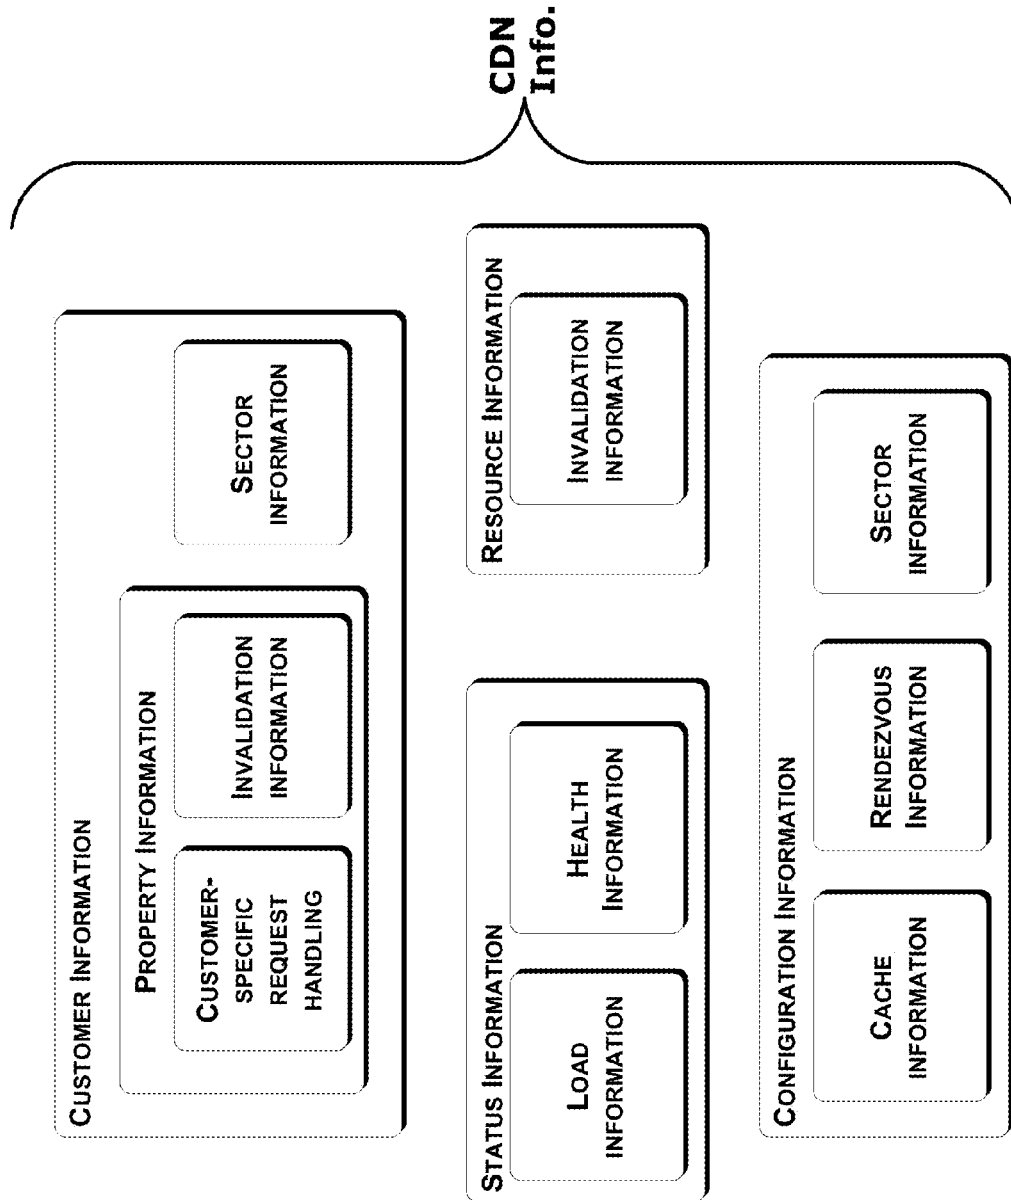 CUSTOMER INFORMATION
PROPERTY INFORMATION
CUSTOMER-
SPECIFIC
REQUEST
HANDLING
INVALIDATION
INFORMATION
SECTOR
INFORMATION
STATUS INFORMATION
LOAD
INFORMATION
HEALTH
INFORMATION
RESOURCE INFORMATION
INVALIDATION
INFORMATION
CONFIGURATION INFORMATION
CACHE
INFORMATION
RENDEZVOUS
INFORMATION
SECTOR
INFORMATION
CDN
Info.